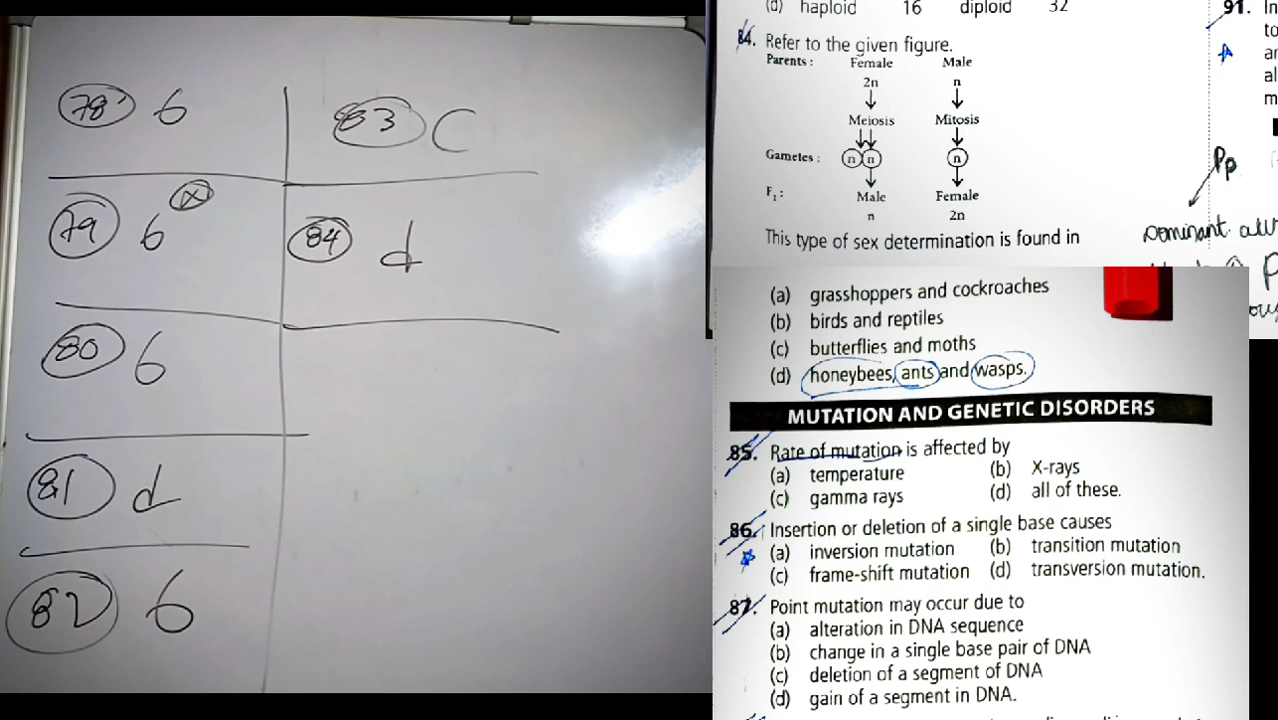 78 b
83 C
79 b
84 d
80 b
81 d
82 b
(d) haploid 16 diploid 32
84. Refer to the given figure.
Parents : Female Male
2n n
Meiosis Mitosis
Gametes : n n n
F₁ : Male Female
n 2n
This type of sex determination is found in
(a) grasshoppers and cockroaches
(b) birds and reptiles
(c) butterflies and moths
(d) honeybees, ants and wasps.
MUTATION AND GENETIC DISORDERS
85. Rate of mutation is affected by
(a) temperature (b) X-rays
(c) gamma rays (d) all of these.
86. Insertion or deletion of a single base causes
(a) inversion mutation (b) transition mutation
(c) frame-shift mutation (d) transversion mutation.
87. Point mutation may occur due to
(a) alteration in DNA sequence
(b) change in a single base pair of DNA
(c) deletion of a segment of DNA
(d) gain of a segment in DNA.
91. In
to
al
m
Pp
Dominant